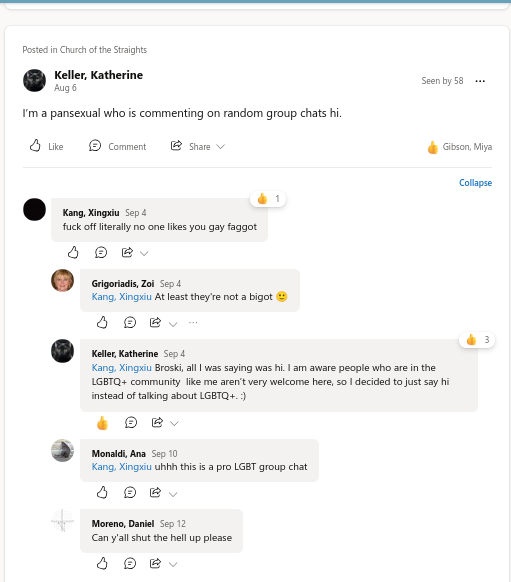 Posted in Church of the Straights
Keller, Katherine
Aug 6
Seen by 58
I'm a pansexual who is commenting on random group chats hi.
Like
Comment
Share
Gibson, Miya
Collapse
1
Kang, Xingxiu Sep 4
fuck off literally no one likes you gay faggot
Grigoriadis, Zoi Sep 4
Kang, Xingxiu At least they're not a bigot 🙂
3
Keller, Katherine Sep 4
Kang, Xingxiu Broski, all I was saying was hi. I am aware people who are in the
LGBTQ+ community like me aren't very welcome here, so I decided to just say hi
instead of talking about LGBTQ+. :)
Monaldi, Ana Sep 10
Kang, Xingxiu uhhh this is a pro LGBT group chat
Moreno, Daniel Sep 12
Can y'all shut the hell up please